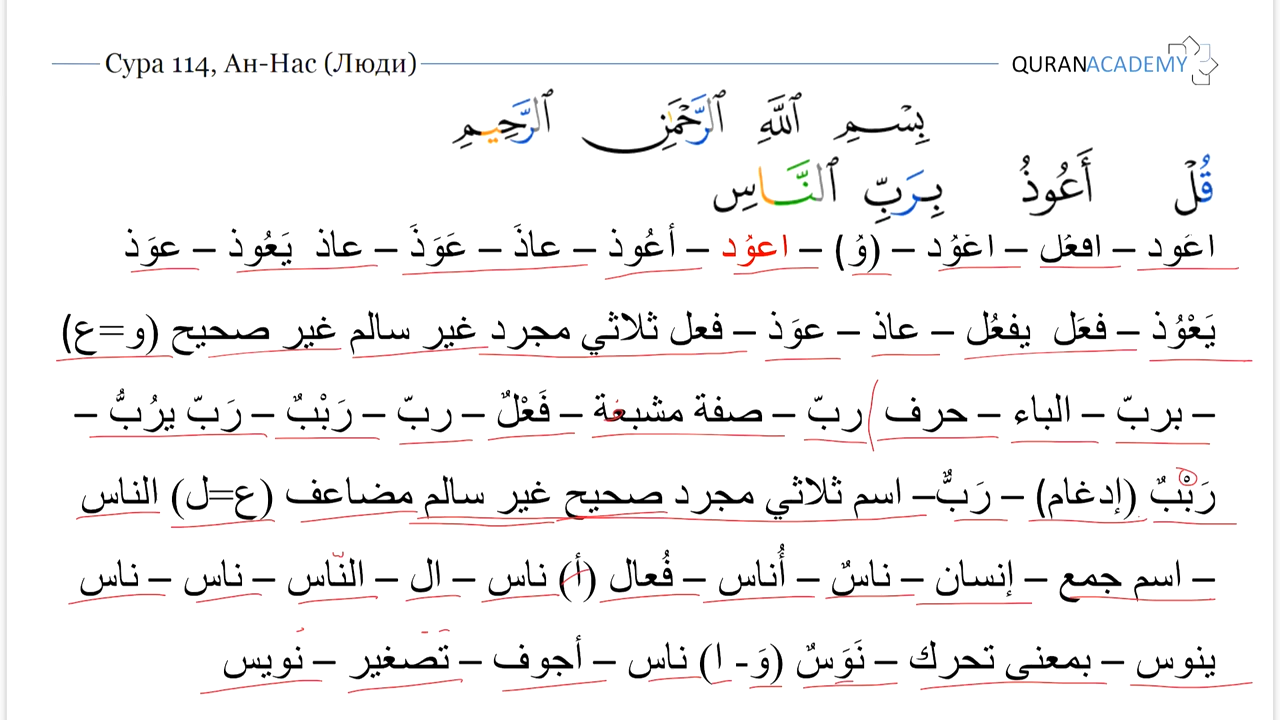 Сура 114, Ан-Нас (Люди)
QURANACADEMY
بِسْمِ ٱللَّهِ ٱلرَّحْمَٰنِ ٱلرَّحِيمِ
قُلْ أَعُوذُ بِرَبِّ ٱلنَّاسِ
اعَود – افعُل – اعَوُد – (وُ) – اعوُد – أعُوذ – عاذَ – عَوَذَ – عاذ يَعُوذ – عوَذ
يَعْوُذ – فعَل يفعُل – عاذ – عوَذ – فعل ثلاثي مجرد غير سالم غير صحيح (و=ع)
– بربّ – الباء – حرف ربّ – صفة مشبعة – فَعْلٌ – ربّ – رَبْبٌ – رَبّ يرُبُّ –
رَبْبٌ (إدغام) – رَبٌّ– اسم ثلاثي مجرد صحيح غير سالم مضاعف (ع=ل) الناس
– اسم جمع – إنسان – ناسٌ – أُناس – فُعال (أ) ناس – ال – النّاس – ناس – ناس
ينوس – بمعنى تحرك – نَوَسٌ (وَ - ا) ناس – أجوف – تصغير – نويس